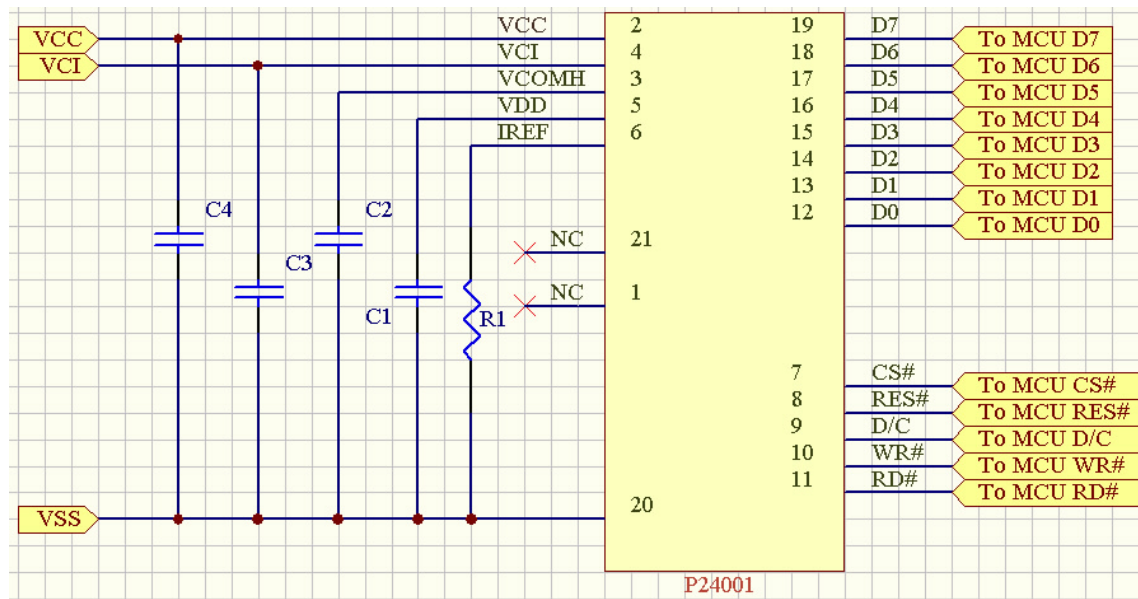 VCC
VCI
VSS
VCC
VCI
VCOMH
VDD
IREF
NC
NC
C4
C3
C2
C1
R1
2
4
3
5
6
21
1
20
19
18
17
16
15
14
13
12
7
8
9
10
11
D7
D6
D5
D4
D3
D2
D1
D0
CS#
RES#
D/C
WR#
RD#
To MCU D7
To MCU D6
To MCU D5
To MCU D4
To MCU D3
To MCU D2
To MCU D1
To MCU D0
To MCU CS#
To MCU RES#
To MCU D/C
To MCU WR#
To MCU RD#
P24001